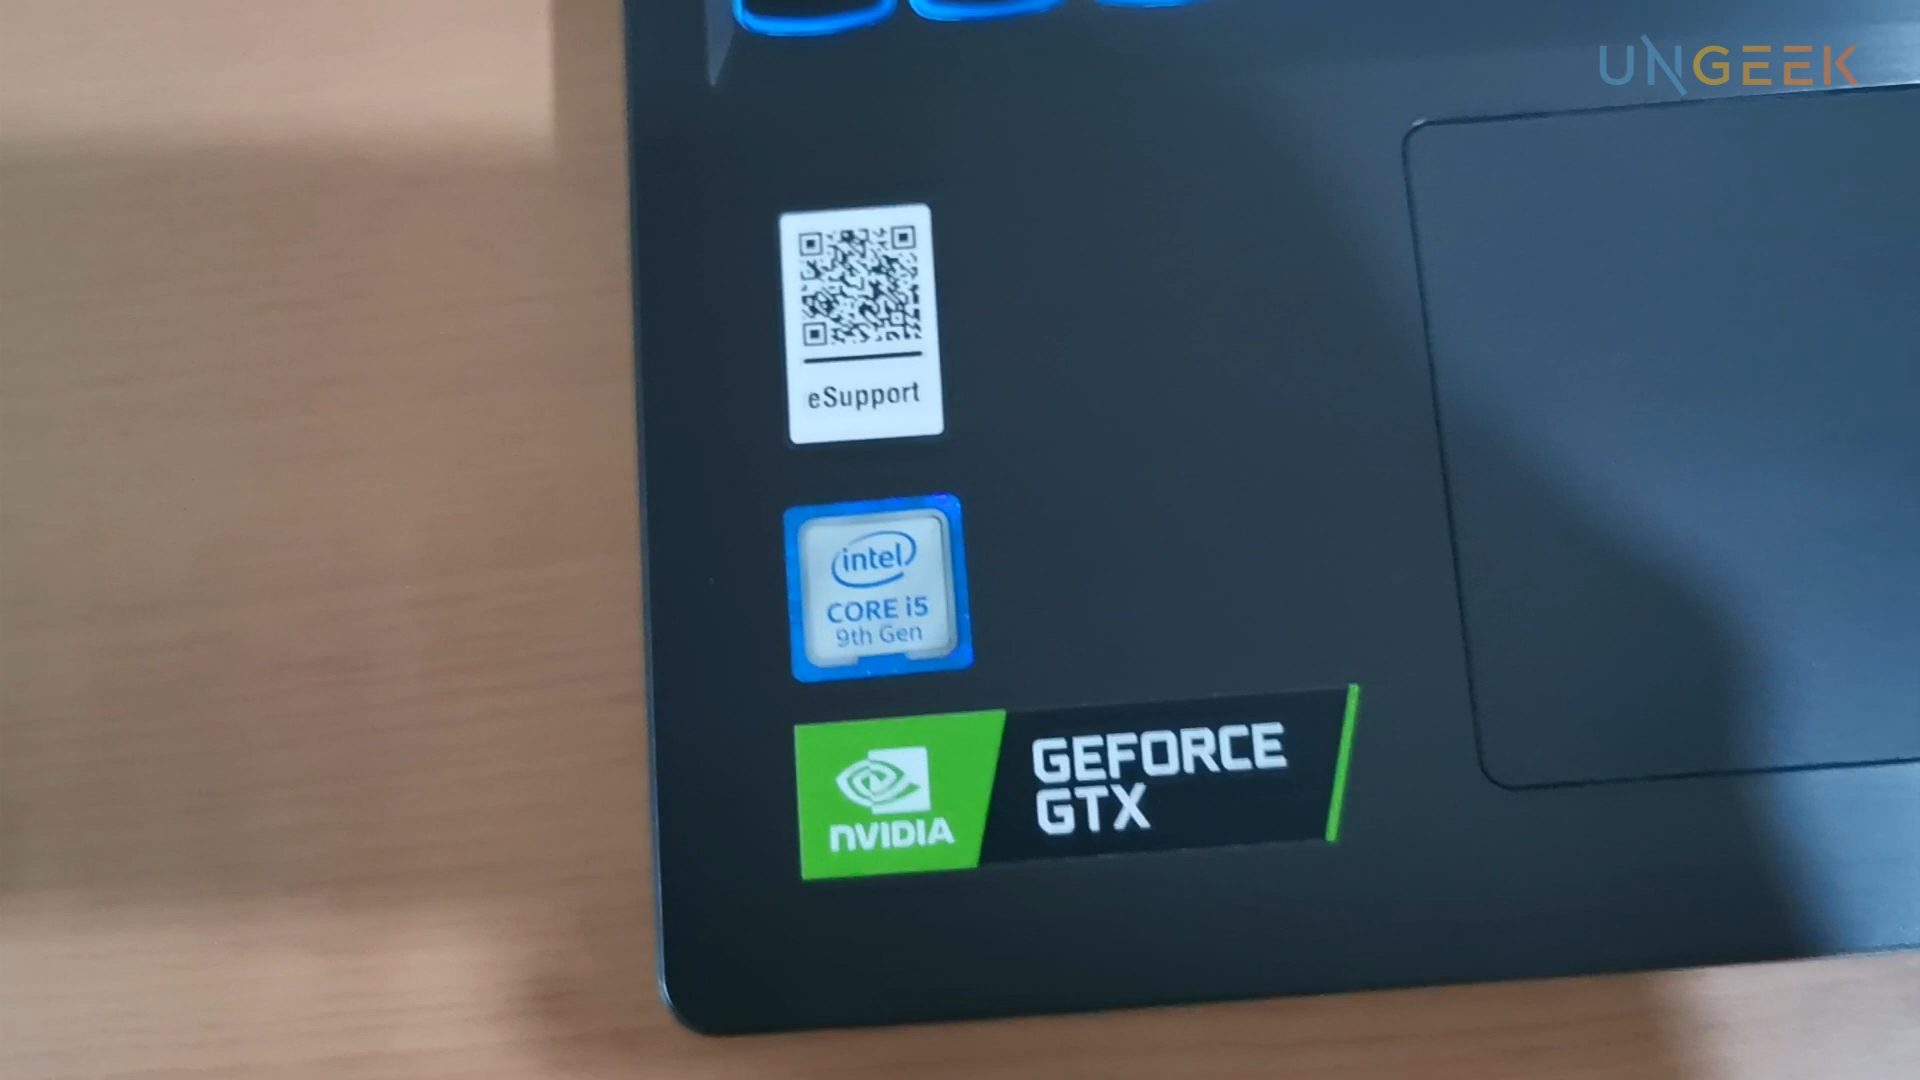 UNGEEK
eSupport
intel
CORE i5
9th Gen
NVIDIA
GEFORCE
GTX